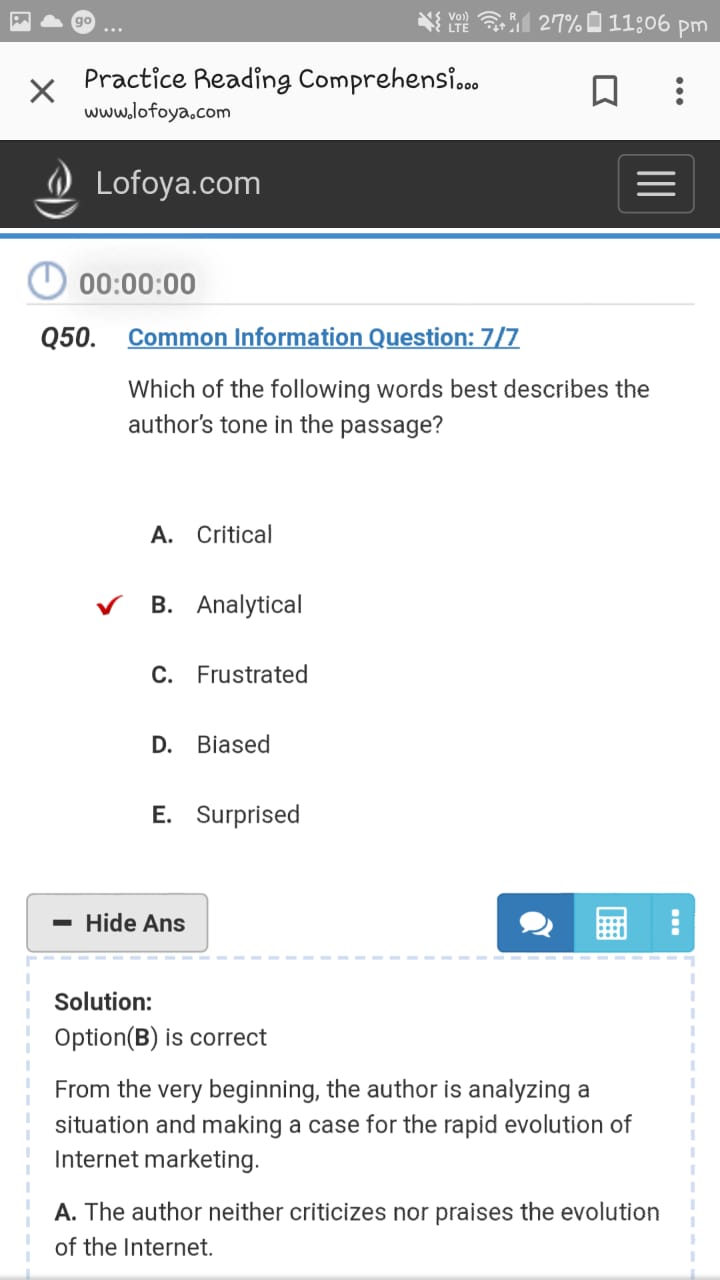 go ...
Vo)) LTE R 27% 11:06 pm
Practice Reading Comprehensi...
www.lofoya.com
Lofoya.com
00:00:00
Q50. Common Information Question: 7/7
Which of the following words best describes the
author's tone in the passage?
A. Critical
B. Analytical
C. Frustrated
D. Biased
E. Surprised
Hide Ans
Solution:
Option(B) is correct
From the very beginning, the author is analyzing a
situation and making a case for the rapid evolution of
Internet marketing.
A. The author neither criticizes nor praises the evolution
of the Internet.